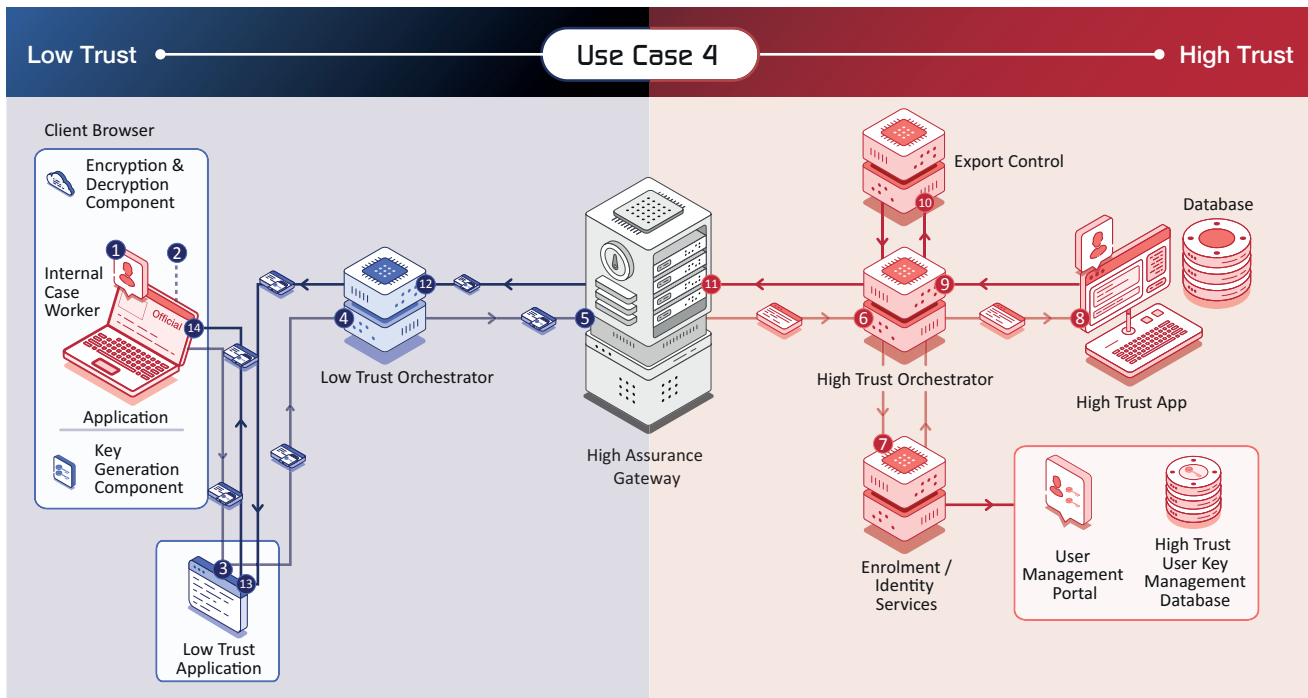 Low Trust
Use Case 4
High Trust
Client Browser
Encryption &
Decryption
Component
1
2
Internal
Case
Worker
Official
14
Application
Key
Generation
Component
3
13
Low Trust
Application
4
12
Low Trust Orchestrator
5
11
High Assurance
Gateway
Export Control
10
6
9
High Trust Orchestrator
7
Enrolment /
Identity
Services
Database
8
High Trust App
User
Management
Portal
High Trust
User Key
Management
Database